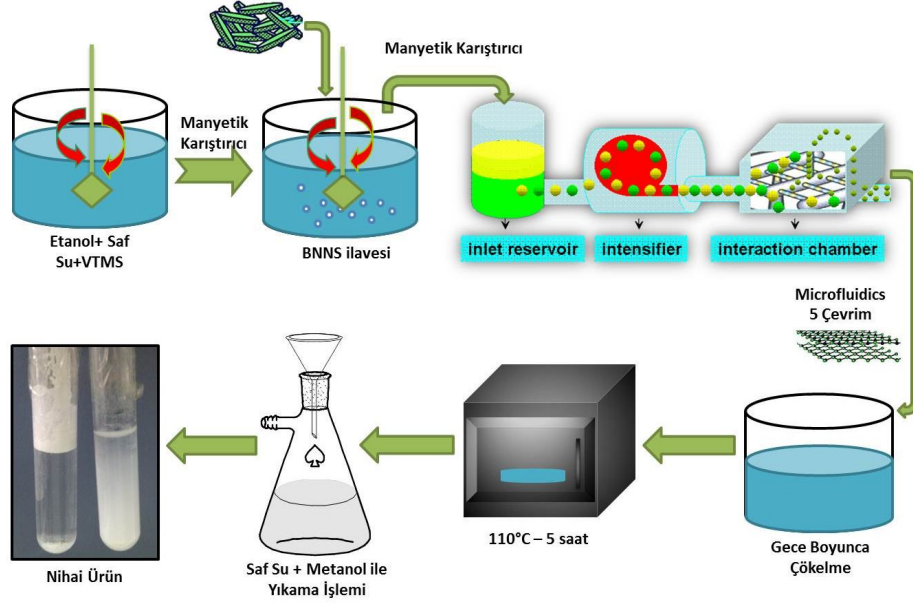 Manyetik Karıştırıcı
Manyetik
Karıştırıcı
Etanol+ Saf
Su+VTMS
BNNS ilavesi
inlet reservoir
intensifier
interaction chamber
Microfluidics
5 Çevrim
Nihai Ürün
Saf Su + Metanol ile
Yıkama İşlemi
110°C – 5 saat
Gece Boyunca
Çökelme